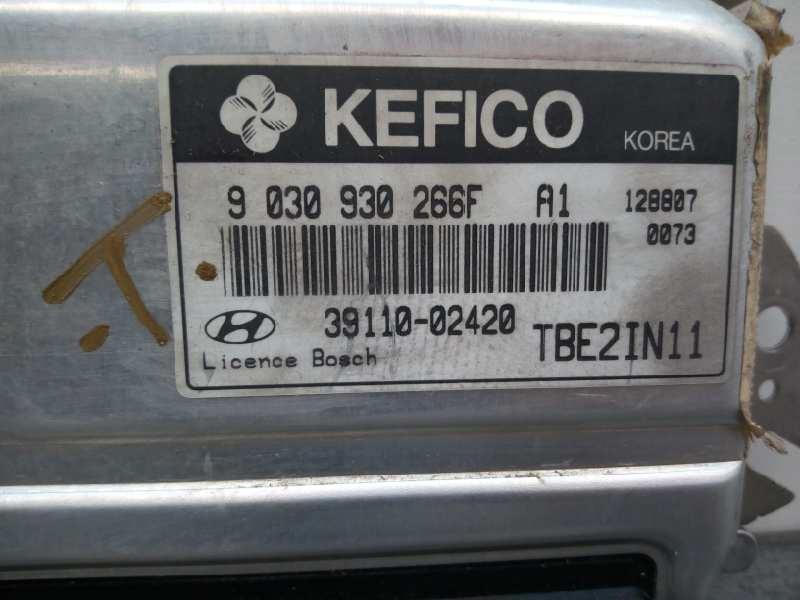 KEFICO
KOREA
9 030 930 266F A1 128807
0073
39110-02420
TBE2IN11
Licence Bosch